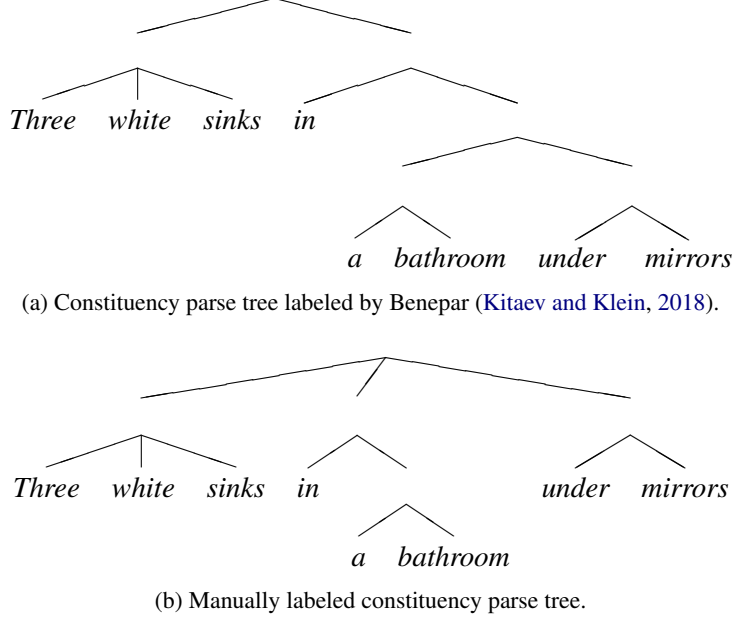 Three white sinks in
a bathroom under mirrors
(a) Constituency parse tree labeled by Benepar (Kitaev and Klein, 2018).
Three white sinks in under mirrors
a bathroom
(b) Manually labeled constituency parse tree.